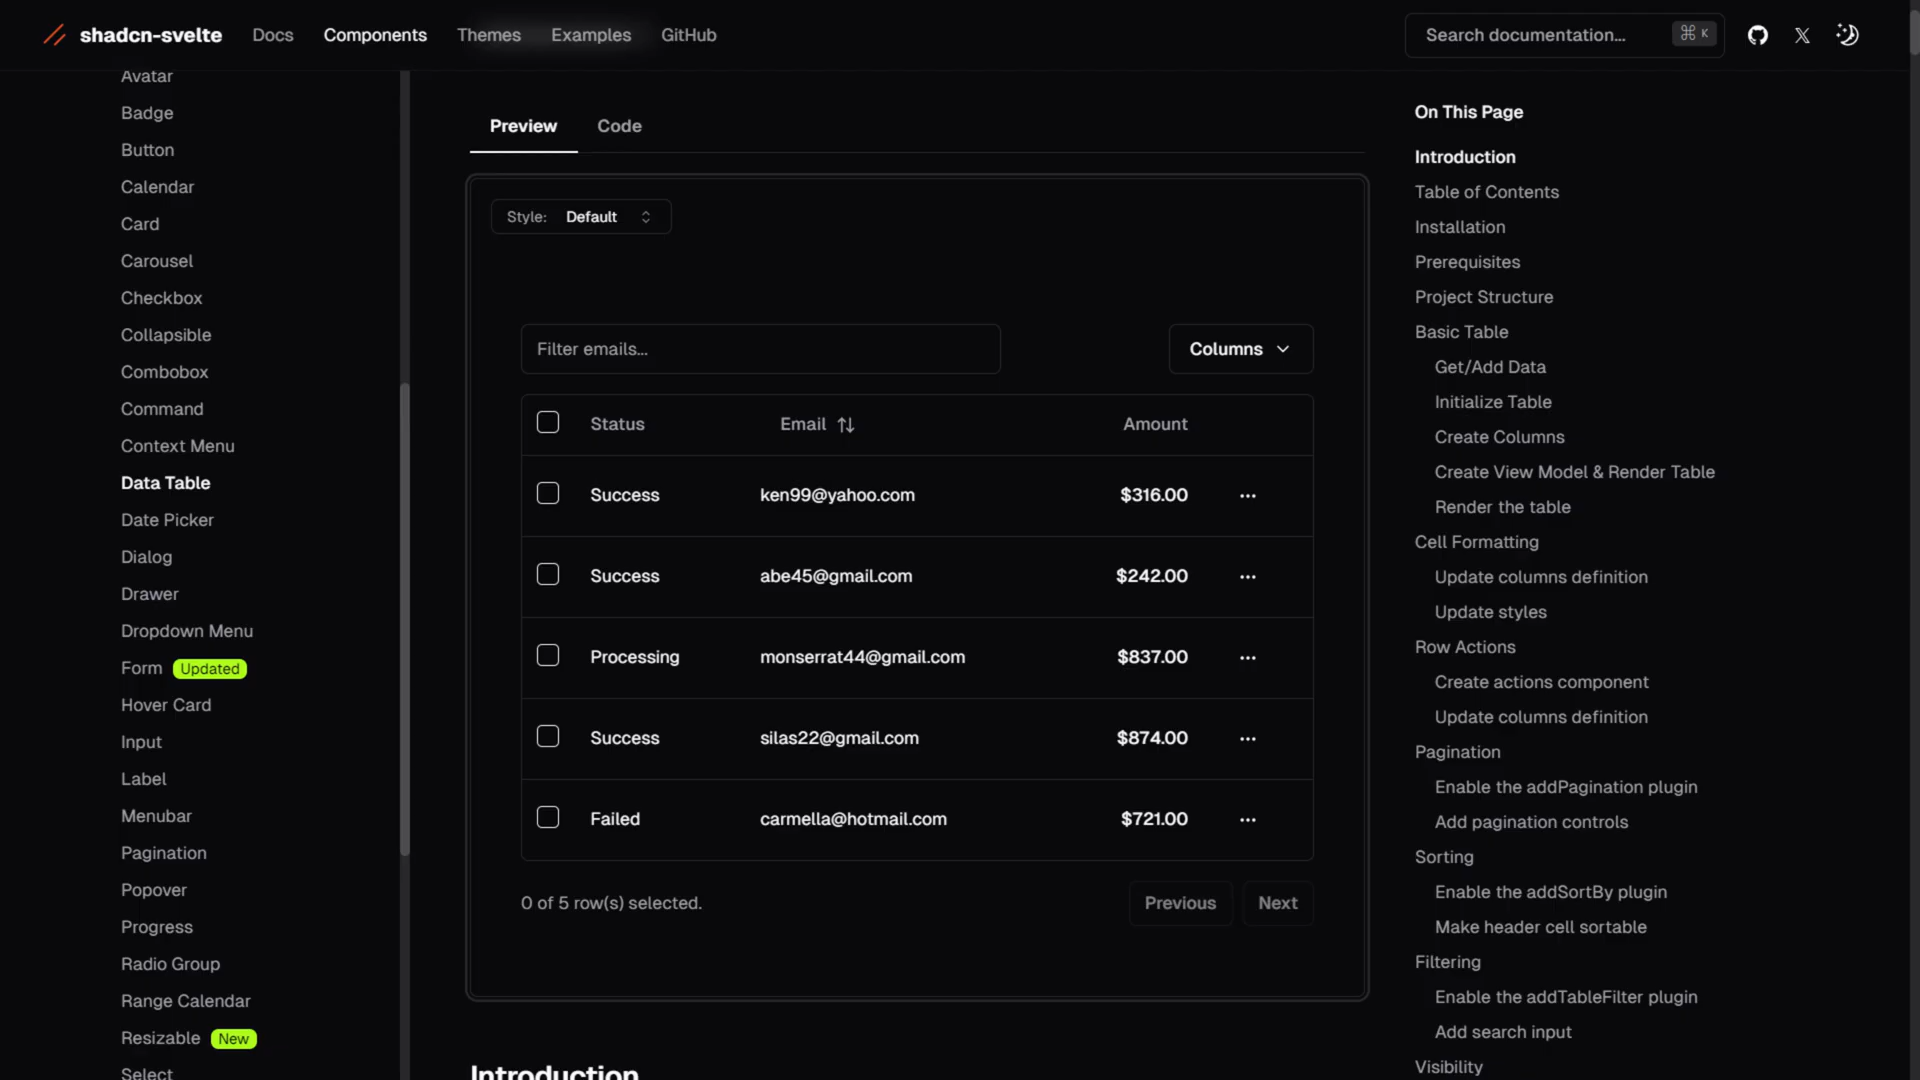 shadcn-svelte
Docs
Components
Themes
Examples
GitHub
Search documentation...
⌘ K
Avatar
Badge
Button
Calendar
Card
Carousel
Checkbox
Collapsible
Combobox
Command
Context Menu
Data Table
Date Picker
Dialog
Drawer
Dropdown Menu
Form Updated
Hover Card
Input
Label
Menubar
Pagination
Popover
Progress
Radio Group
Range Calendar
Resizable New
Select
Preview
Code
Style: Default
Filter emails...
Columns
Status Email Amount
Success ken99@yahoo.com $316.00 ...
Success abe45@gmail.com $242.00 ...
Processing monserrat44@gmail.com $837.00 ...
Success silas22@gmail.com $874.00 ...
Failed carmella@hotmail.com $721.00 ...
0 of 5 row(s) selected.
Previous
Next
Introduction
On This Page
Introduction
Table of Contents
Installation
Prerequisites
Project Structure
Basic Table
Get/Add Data
Initialize Table
Create Columns
Create View Model & Render Table
Render the table
Cell Formatting
Update columns definition
Update styles
Row Actions
Create actions component
Update columns definition
Pagination
Enable the addPagination plugin
Add pagination controls
Sorting
Enable the addSortBy plugin
Make header cell sortable
Filtering
Enable the addTableFilter plugin
Add search input
Visibility